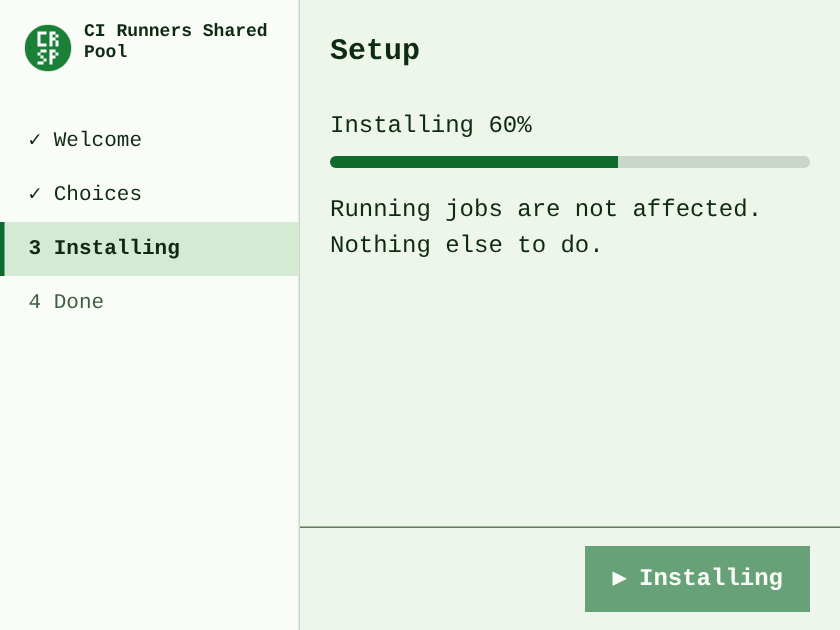 CI Runners Shared
Pool
✓ Welcome
✓ Choices
3 Installing
4 Done
Setup
Installing 60%
Running jobs are not affected.
Nothing else to do.
▶ Installing